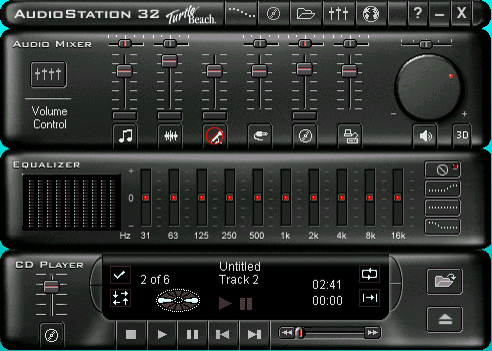 AUDIOSTATION 32 Turtle Beach. ? – X
AUDIO MIXER
Volume
Control
– +
3D
EQUALIZER
+
0
–
Hz 31 63 125 250 500 1k 2k 4k 8k 16k
CD PLAYER
Untitled
2 of 6 Track 2 02:41
00:00